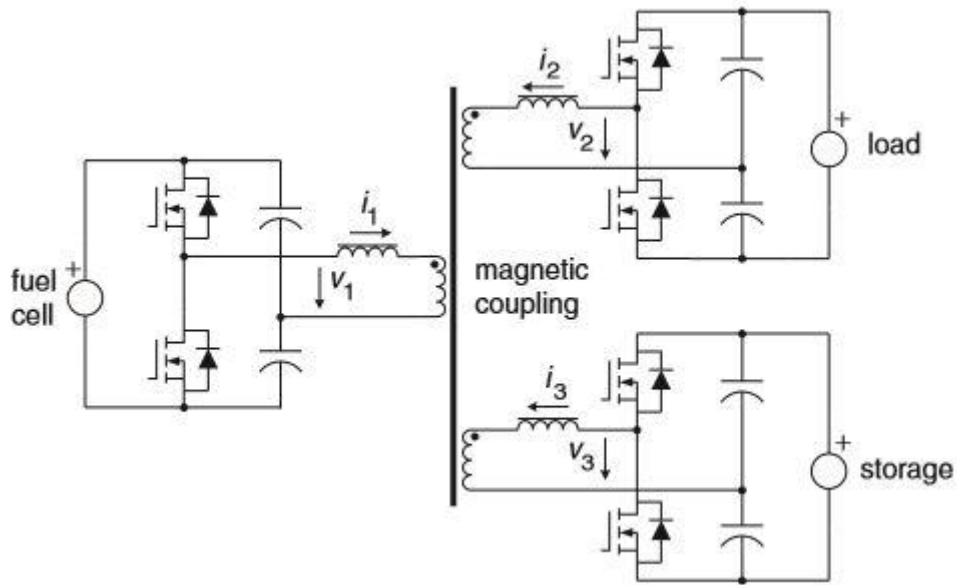 i2
v2
+
load
i1
fuel
cell
+
v1
magnetic
coupling
i3
v3
+
storage